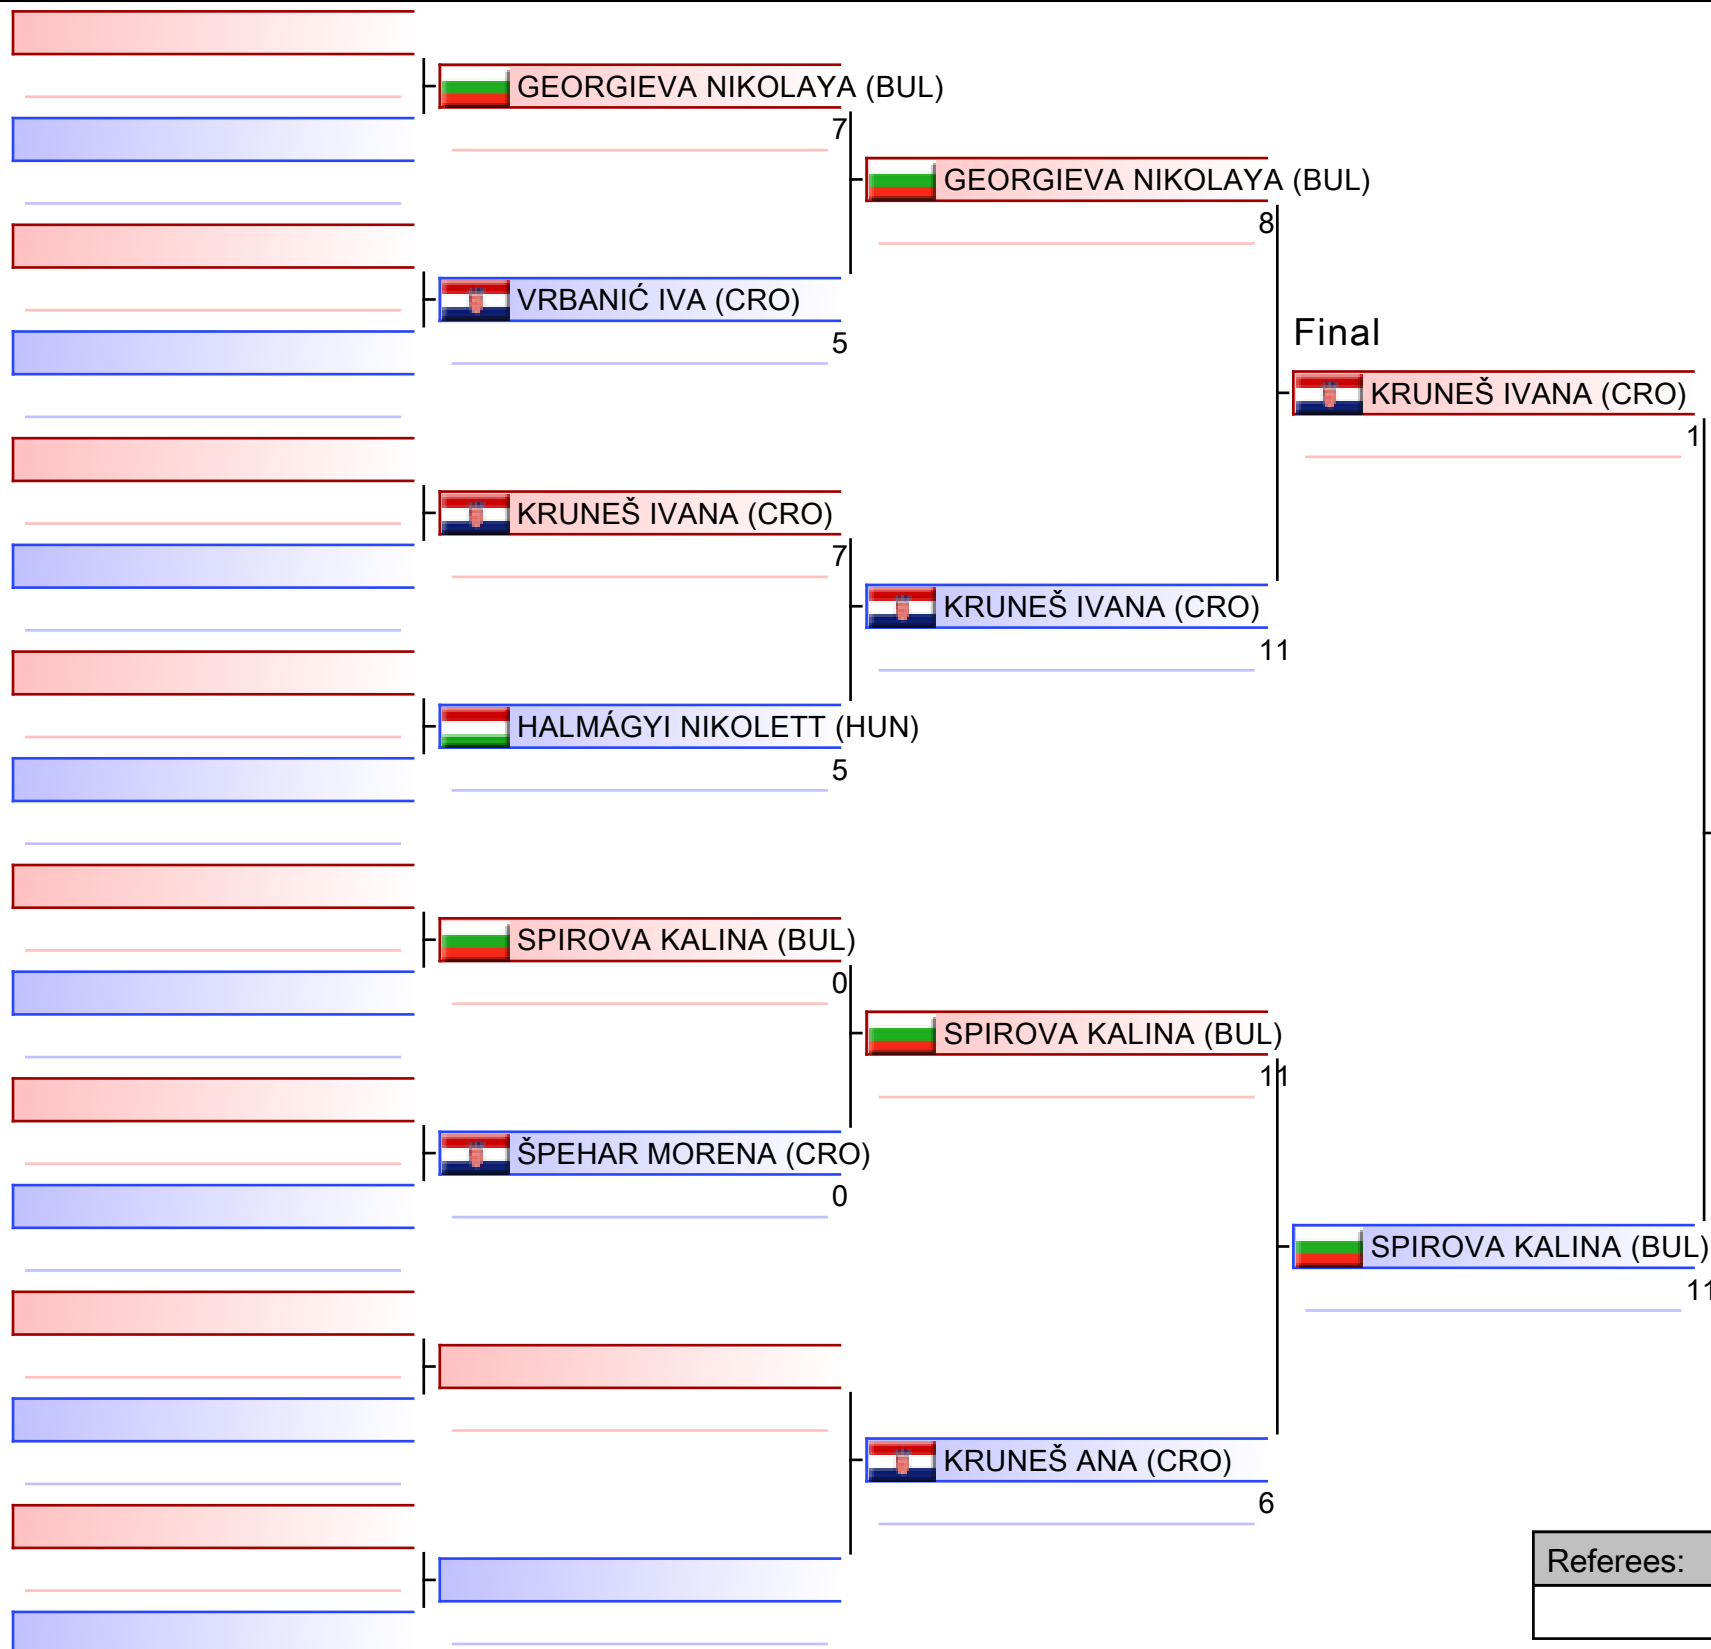 GEORGIEVA NIKOLAYA (BUL)
7
GEORGIEVA NIKOLAYA (BUL)
8
VRBANIĆ IVA (CRO)
5
Final
KRUNEŠ IVANA (CRO)
1
KRUNEŠ IVANA (CRO)
7
KRUNEŠ IVANA (CRO)
11
HALMÁGYI NIKOLETT (HUN)
5
SPIROVA KALINA (BUL)
0
SPIROVA KALINA (BUL)
11
ŠPEHAR MORENA (CRO)
0
SPIROVA KALINA (BUL)
11
KRUNEŠ ANA (CRO)
6
Referees: